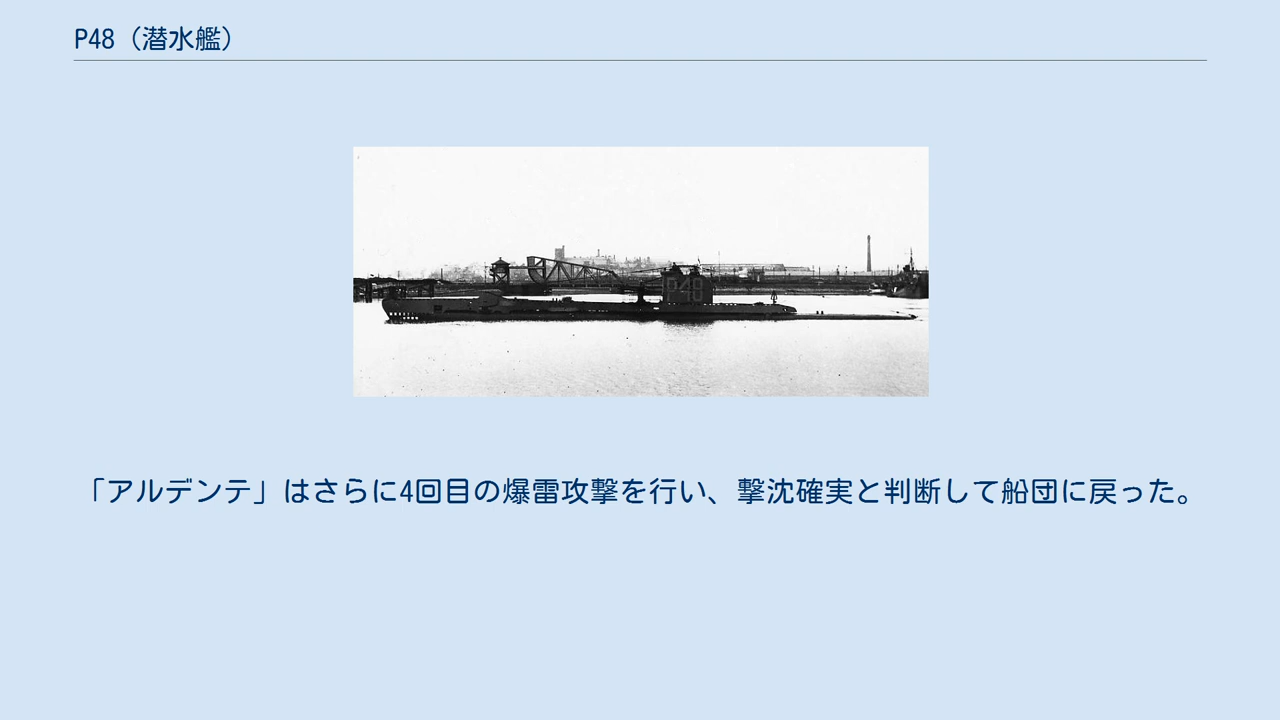 P48（潜水艦）
P48
「アルデンテ」はさらに4回目の爆雷攻撃を行い、撃沈確実と判断して船団に戻った。